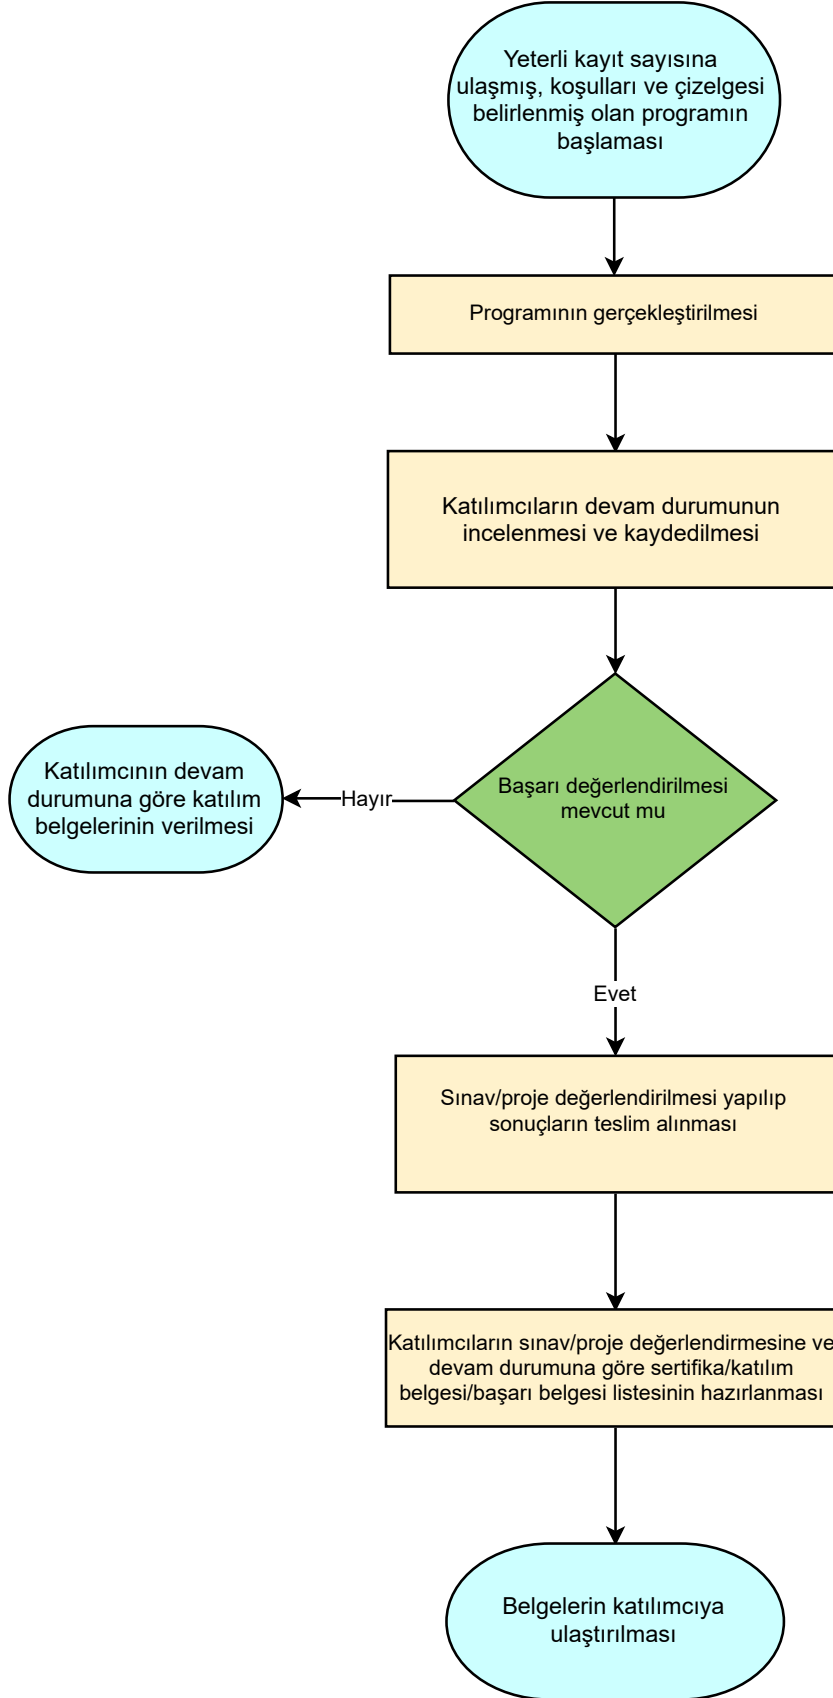 Yeterli kayıt sayısına
ulaşmış, koşulları ve çizelgesi
belirlenmiş olan programın
başlaması
Programının gerçekleştirilmesi
Katılımcıların devam durumunun
incelenmesi ve kaydedilmesi
Başarı değerlendirilmesi
mevcut mu
Hayır
Katılımcının devam
durumuna göre katılım
belgelerinin verilmesi
Evet
Sınav/proje değerlendirilmesi yapılıp
sonuçların teslim alınması
Katılımcıların sınav/proje değerlendirmesine ve
devam durumuna göre sertifika/katılım
belgesi/başarı belgesi listesinin hazırlanması
Belgelerin katılımcıya
ulaştırılması